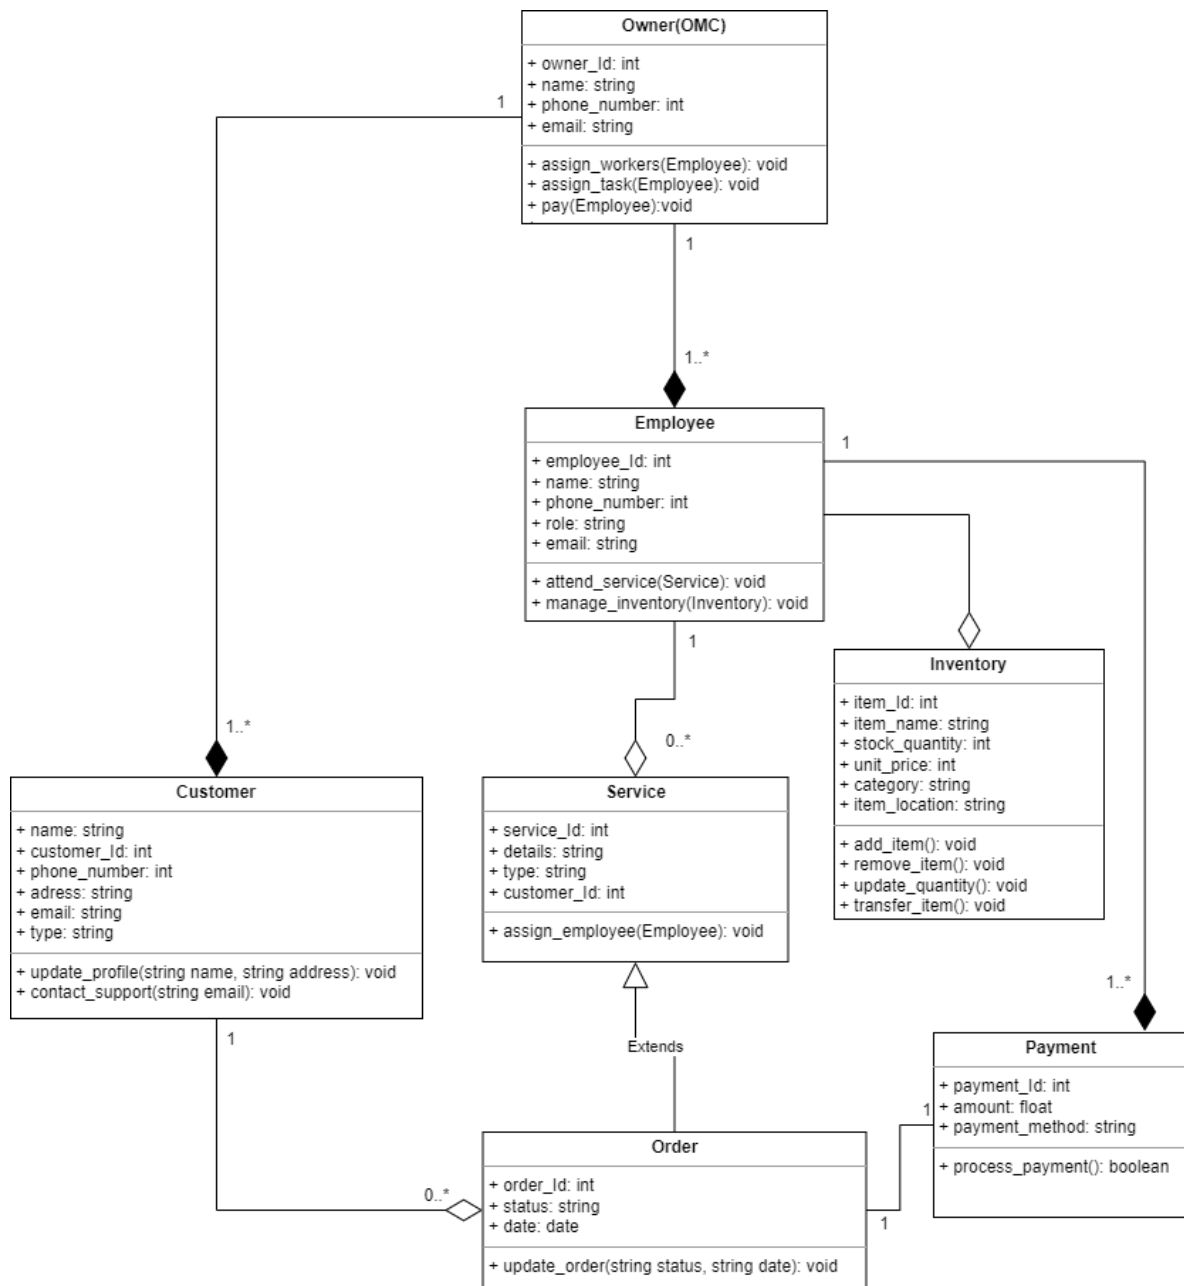 Owner(OMC)
+ owner_Id: int
+ name: string
+ phone_number: int
+ email: string
+ assign_workers(Employee): void
+ assign_task(Employee): void
+ pay(Employee):void
1
1
1..*
Employee
+ employee_Id: int
+ name: string
+ phone_number: int
+ role: string
+ email: string
+ attend_service(Service): void
+ manage_inventory(Inventory): void
1
1
Inventory
+ item_Id: int
+ item_name: string
+ stock_quantity: int
+ unit_price: int
+ category: string
+ item_location: string
+ add_item(): void
+ remove_item(): void
+ update_quantity(): void
+ transfer_item(): void
1..*
0..*
Customer
+ name: string
+ customer_Id: int
+ phone_number: int
+ adress: string
+ email: string
+ type: string
+ update_profile(string name, string address): void
+ contact_support(string email): void
1
Service
+ service_Id: int
+ details: string
+ type: string
+ customer_Id: int
+ assign_employee(Employee): void
Extends
1..*
Payment
+ payment_Id: int
+ amount: float
+ payment_method: string
+ process_payment(): boolean
1
1
0..*
Order
+ order_Id: int
+ status: string
+ date: date
+ update_order(string status, string date): void